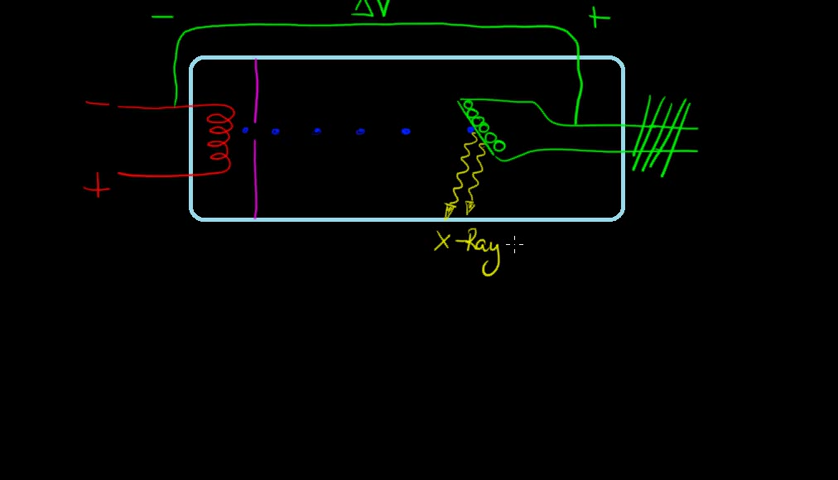 − ΔV +
−
+
X-Ray